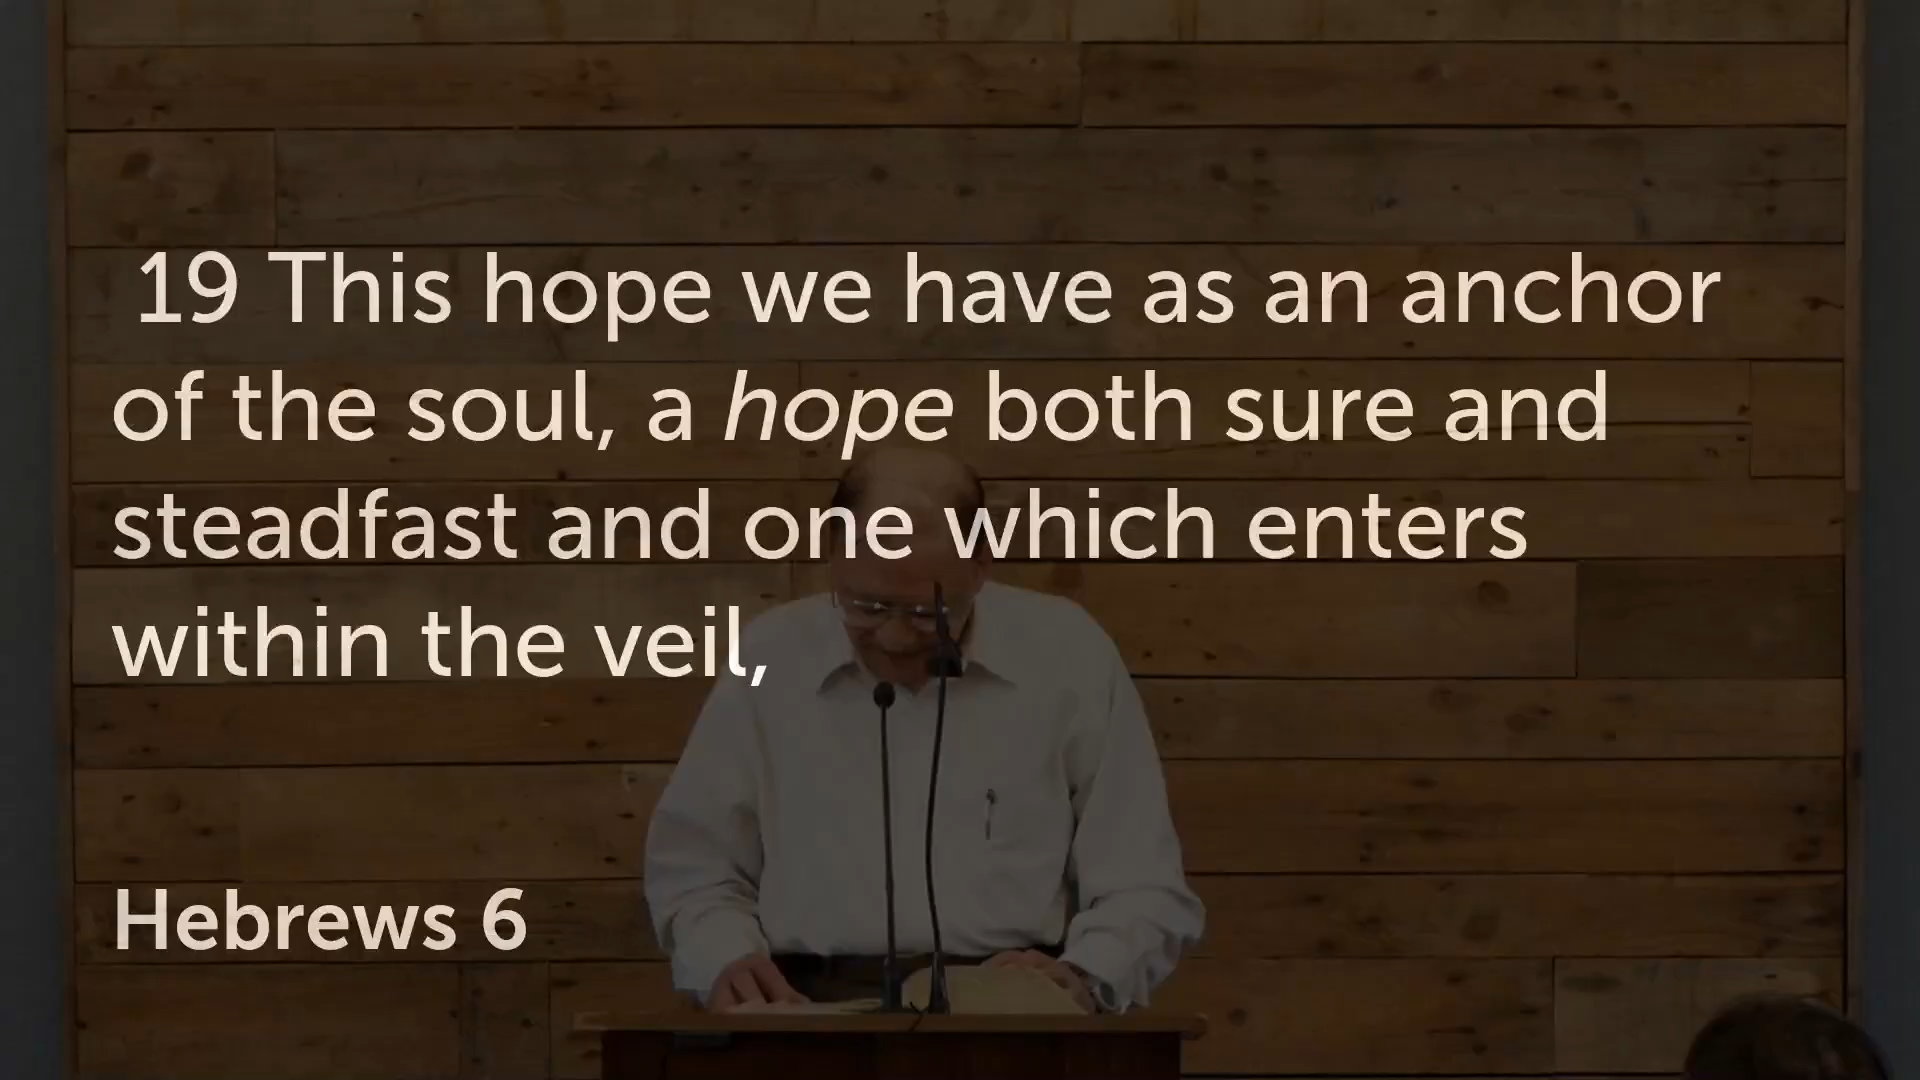 19 This hope we have as an anchor
of the soul, a hope both sure and
steadfast and one which enters
within the veil,
Hebrews 6